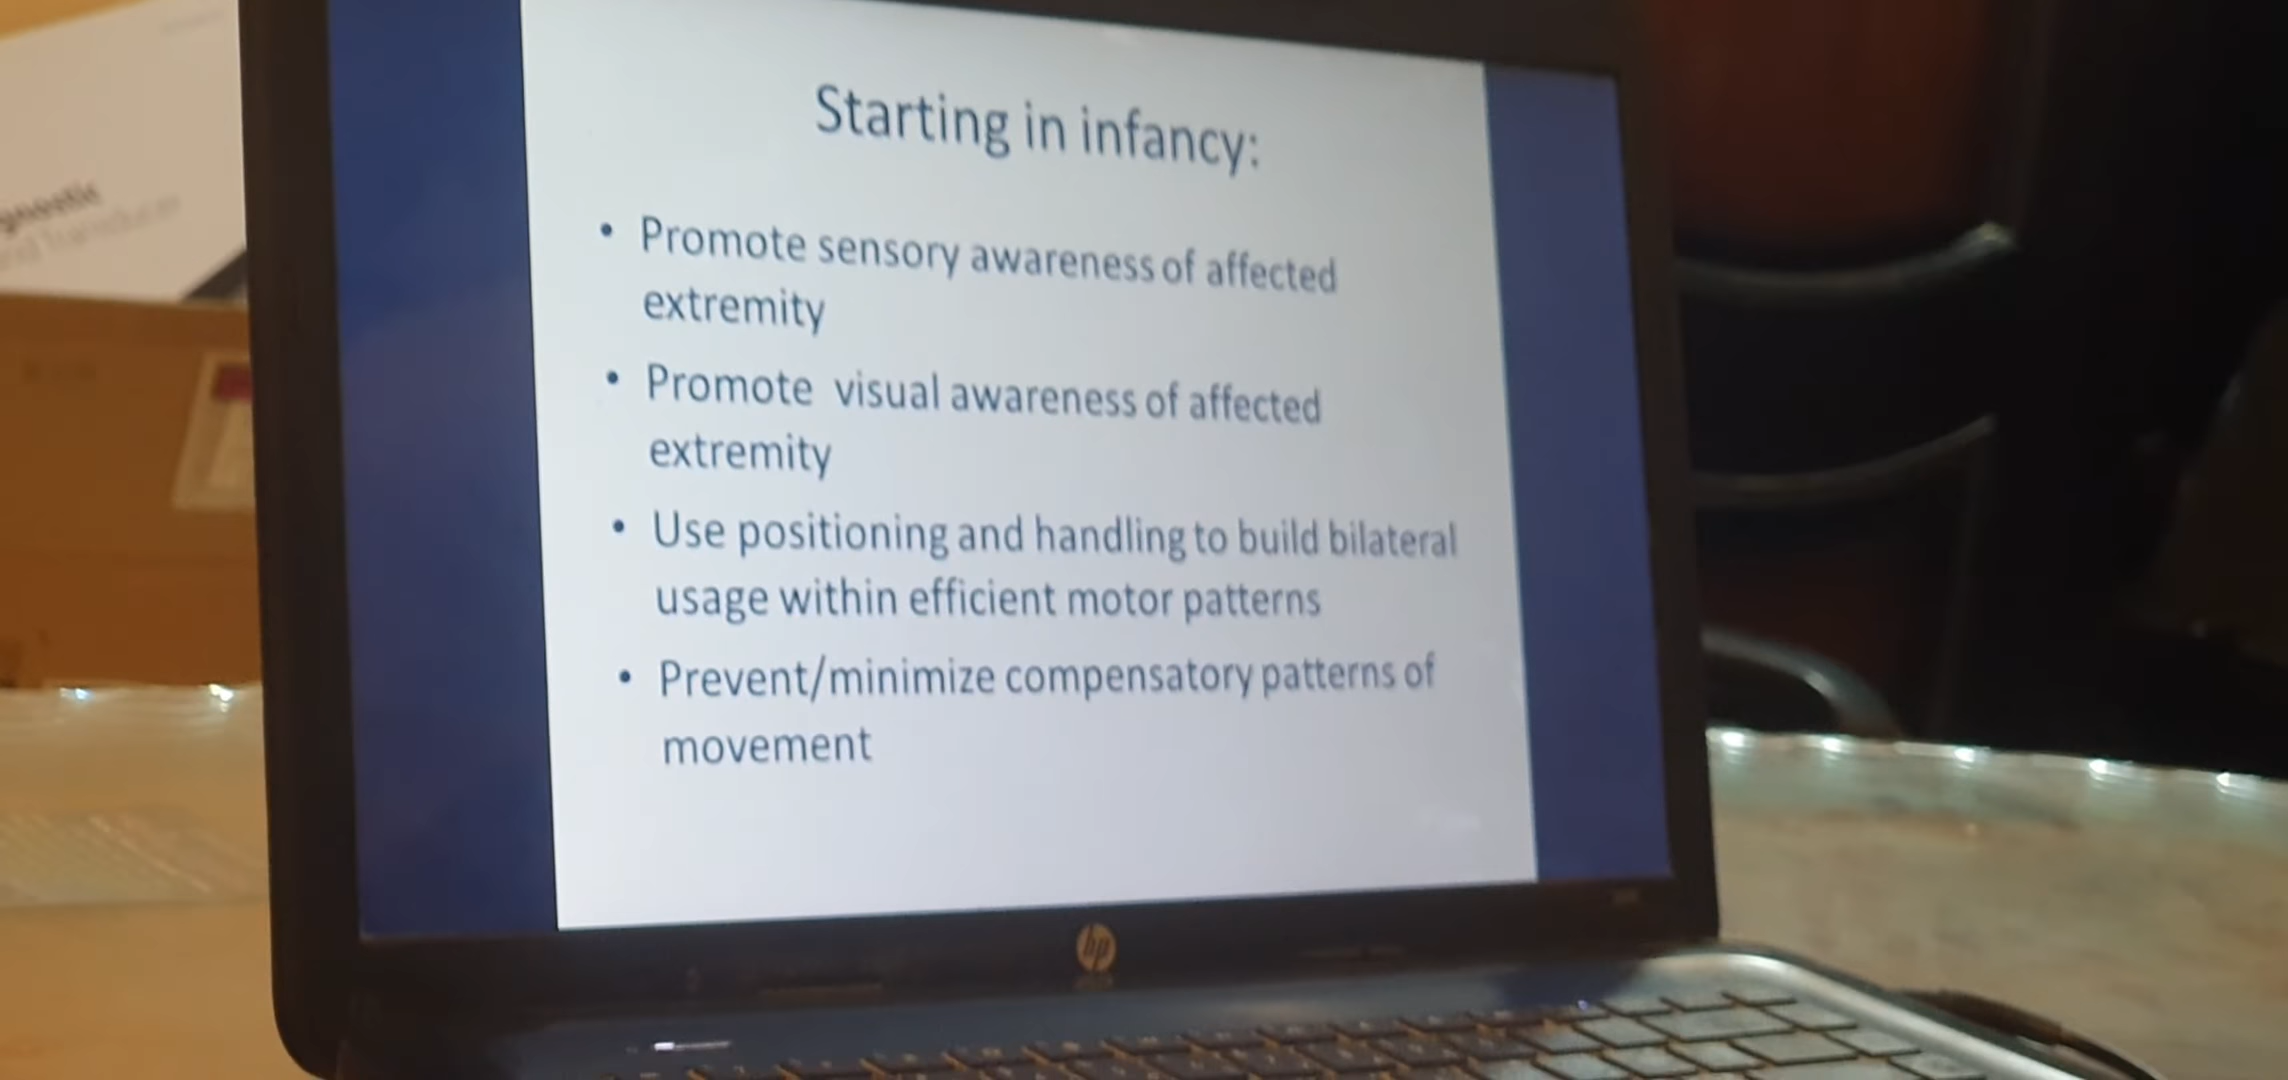 Starting in infancy:
• Promote sensory awareness of affected
extremity
• Promote visual awareness of affected
extremity
• Use positioning and handling to build bilateral
usage within efficient motor patterns
• Prevent/minimize compensatory patterns of
movement
hp